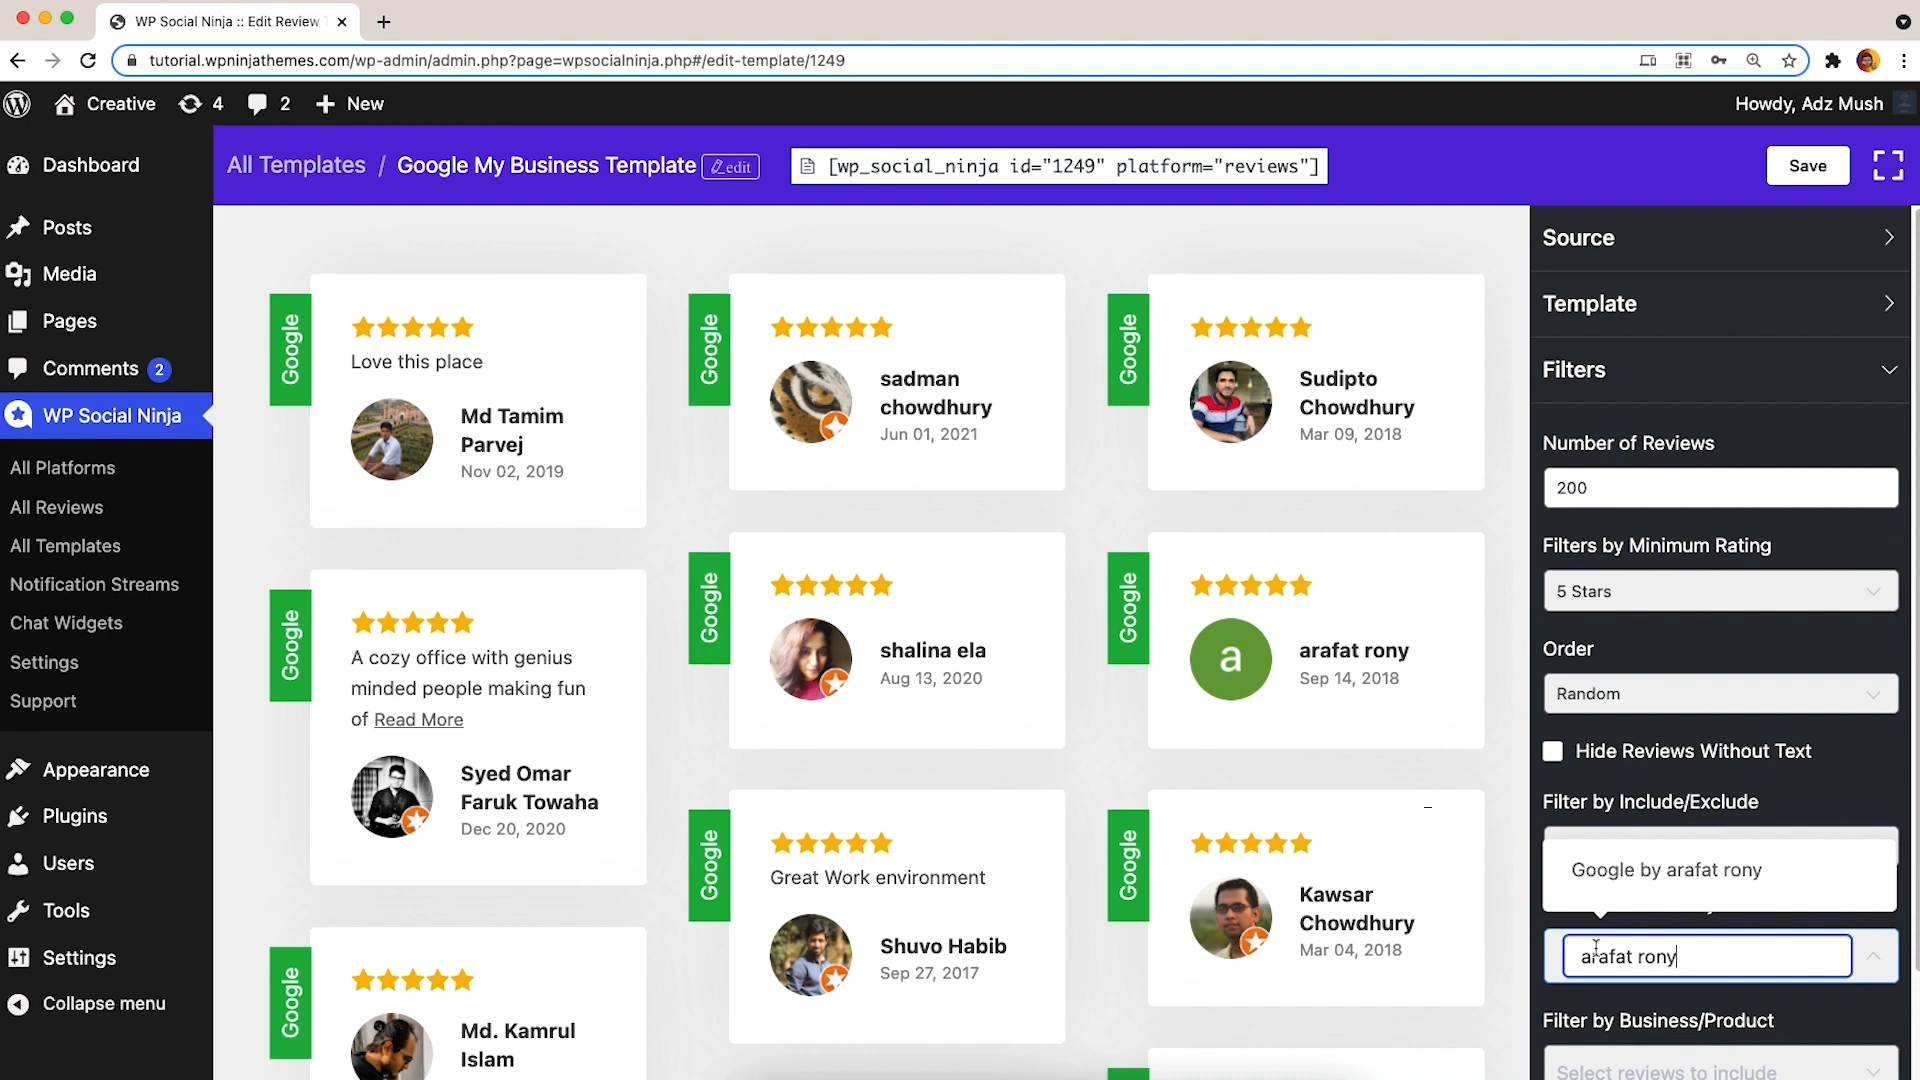 WP Social Ninja :: Edit Review
tutorial.wpninjathemes.com/wp-admin/admin.php?page=wpsocialninja.php#/edit-template/1249
Creative
4
2
New
Howdy, Adz Mush
Dashboard
Posts
Media
Pages
Comments 2
WP Social Ninja
All Platforms
All Reviews
All Templates
Notification Streams
Chat Widgets
Settings
Support
Appearance
Plugins
Users
Tools
Settings
Collapse menu
All Templates / Google My Business Template
edit
[wp_social_ninja id="1249" platform="reviews"]
Save
Google
Love this place
Md Tamim
Parvej
Nov 02, 2019
Google
A cozy office with genius
minded people making fun
of Read More
Syed Omar
Faruk Towaha
Dec 20, 2020
Google
Md. Kamrul
Islam
Google
sadman
chowdhury
Jun 01, 2021
Google
shalina ela
Aug 13, 2020
Google
Great Work environment
Shuvo Habib
Sep 27, 2017
Google
Sudipto
Chowdhury
Mar 09, 2018
Google
a
arafat rony
Sep 14, 2018
Google
Kawsar
Chowdhury
Mar 04, 2018
Source
Template
Filters
Number of Reviews
200
Filters by Minimum Rating
5 Stars
Order
Random
Hide Reviews Without Text
Filter by Include/Exclude
Google by arafat rony
arafat rony
Filter by Business/Product
Select reviews to include